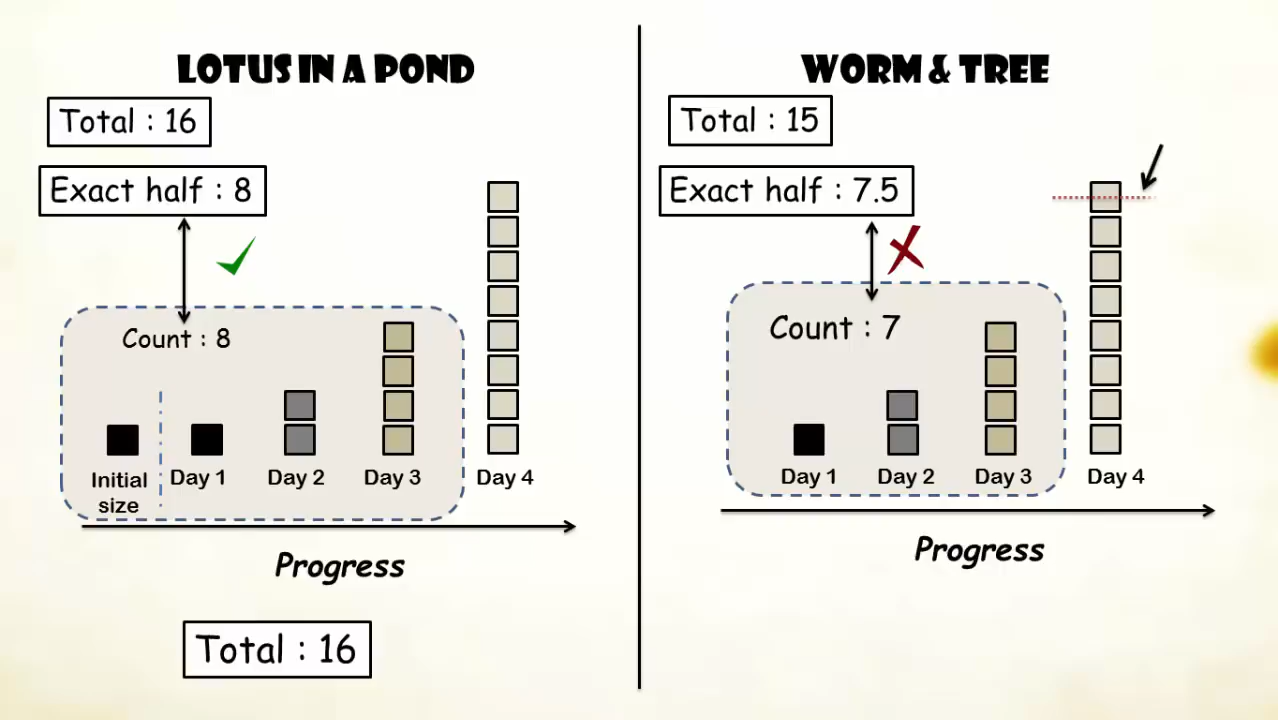 LOTUS IN A POND
Total : 16
Exact half : 8
Count : 8
Initial size
Day 1
Day 2
Day 3
Day 4
Progress
Total : 16
WORM & TREE
Total : 15
Exact half : 7.5
Count : 7
Day 1
Day 2
Day 3
Day 4
Progress